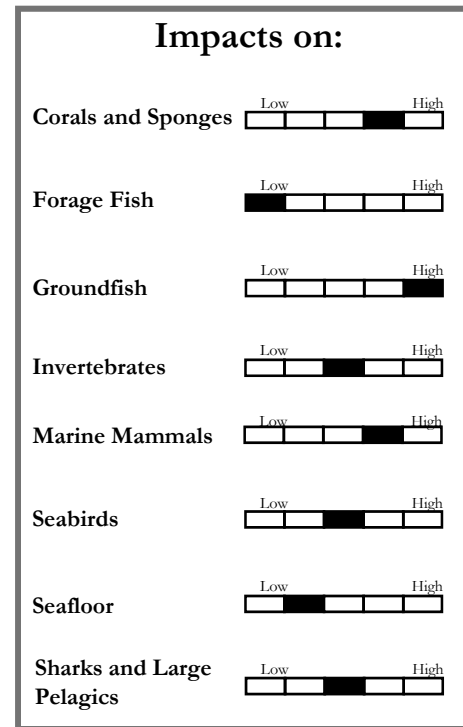 Impacts on:
Low High
Corals and Sponges
Low High
Forage Fish
Low High
Groundfish
Low High
Invertebrates
Low High
Marine Mammals
Low High
Seabirds
Low High
Seafloor
Low High
Sharks and Large
Pelagics